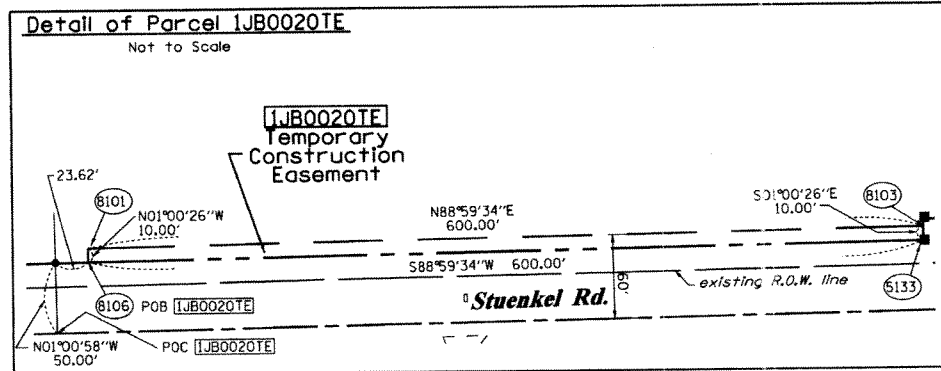 Detail of Parcel 1JB0020TE
Not to Scale
1JB0020TE
Temporary
Construction
Easement
23.62'
8101
N01°00'26"W
10.00'
N88°59'34"E
600.00'
S01°00'26"E
10.00'
8103
S88°59'34"W 600.00'
60'
existing R.O.W. line
5133
8106 POB 1JB0020TE
Stuenkel Rd.
N01°00'58"W
50.00'
POC 1JB0020TE